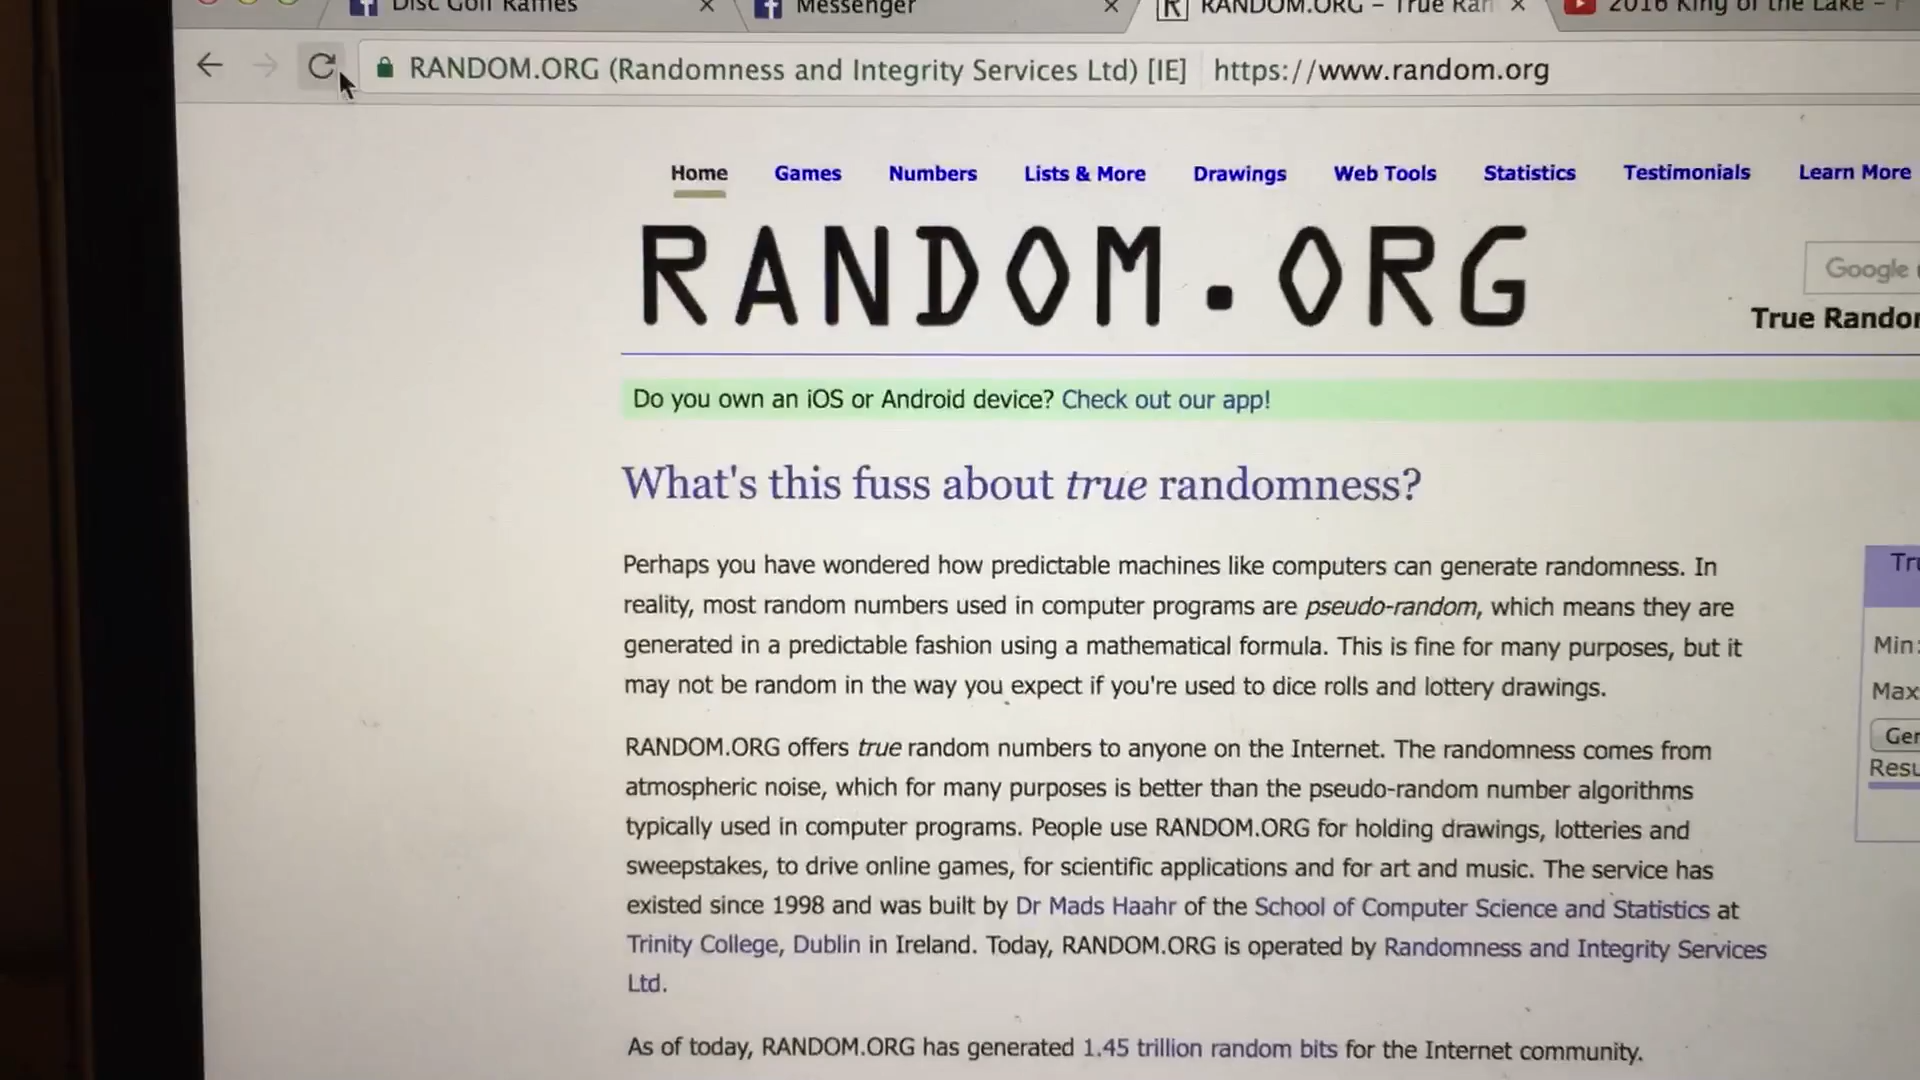 Disc Golf Rames
Messenger
RANDOM.ORG – True Ran
2016 King of the Lake –
RANDOM.ORG (Randomness and Integrity Services Ltd) [IE] https://www.random.org
Home Games Numbers Lists & More Drawings Web Tools Statistics Testimonials Learn More
RANDOM.ORG
Google
True Random
Do you own an iOS or Android device? Check out our app!
What's this fuss about true randomness?
Perhaps you have wondered how predictable machines like computers can generate randomness. In
reality, most random numbers used in computer programs are pseudo-random, which means they are
generated in a predictable fashion using a mathematical formula. This is fine for many purposes, but it
may not be random in the way you expect if you're used to dice rolls and lottery drawings.
RANDOM.ORG offers true random numbers to anyone on the Internet. The randomness comes from
atmospheric noise, which for many purposes is better than the pseudo-random number algorithms
typically used in computer programs. People use RANDOM.ORG for holding drawings, lotteries and
sweepstakes, to drive online games, for scientific applications and for art and music. The service has
existed since 1998 and was built by Dr Mads Haahr of the School of Computer Science and Statistics at
Trinity College, Dublin in Ireland. Today, RANDOM.ORG is operated by Randomness and Integrity Services
Ltd.
As of today, RANDOM.ORG has generated 1.45 trillion random bits for the Internet community.
Tru
Min:
Max
Gen
Resu